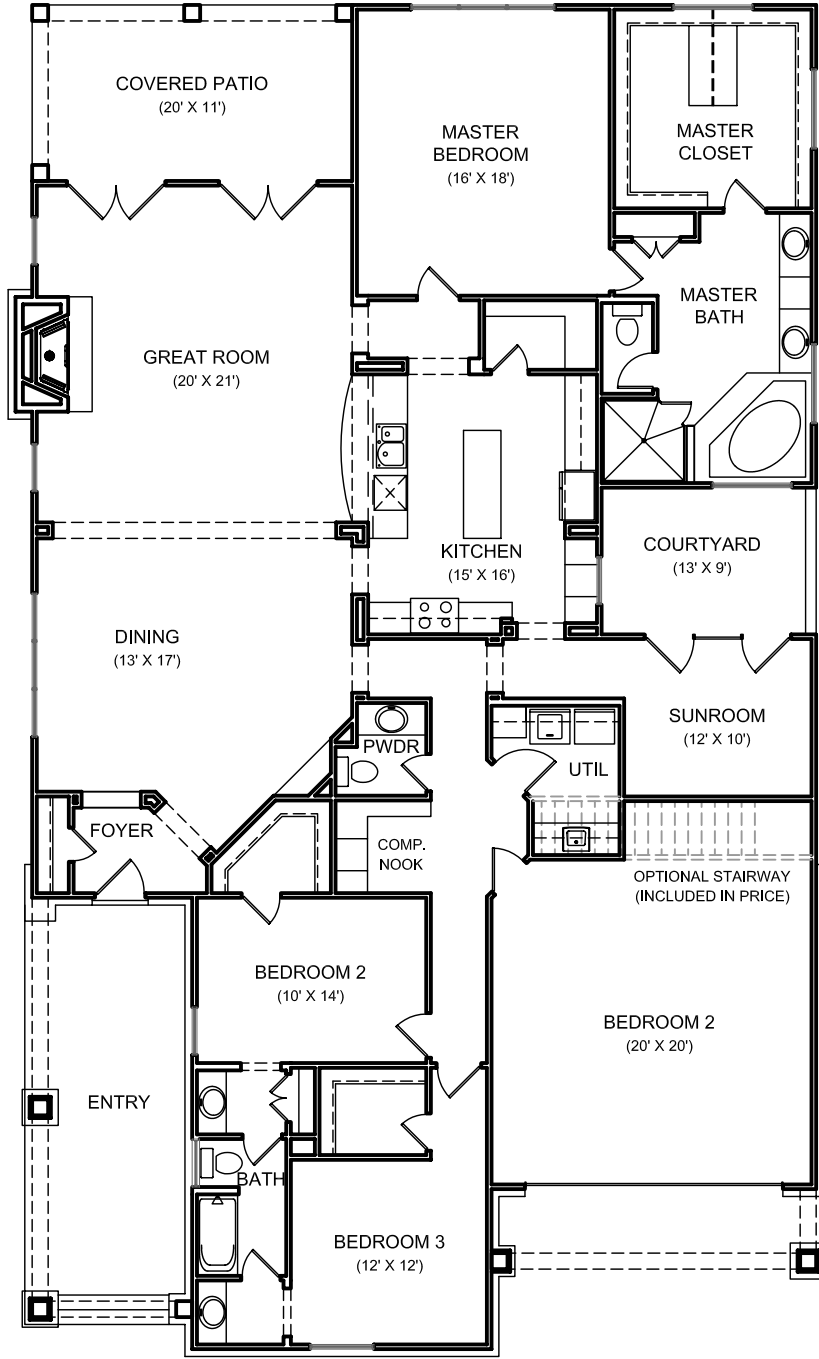 COVERED PATIO
(20' X 11')
MASTER
BEDROOM
(16' X 18')
MASTER
CLOSET
MASTER
BATH
GREAT ROOM
(20' X 21')
KITCHEN
(15' X 16')
COURTYARD
(13' X 9')
DINING
(13' X 17')
SUNROOM
(12' X 10')
PWDR
UTIL
FOYER
COMP.
NOOK
OPTIONAL STAIRWAY
(INCLUDED IN PRICE)
BEDROOM 2
(10' X 14')
BEDROOM 2
(20' X 20')
ENTRY
BATH
BEDROOM 3
(12' X 12')